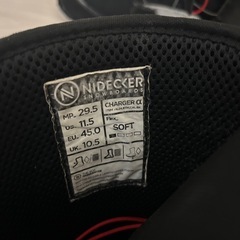 NIDECKER
SNOWBOARDS
MP. 29.5
US. 11.5
EU. 45.0
UK. 10.5
CHARGER
Flex.
SOFT